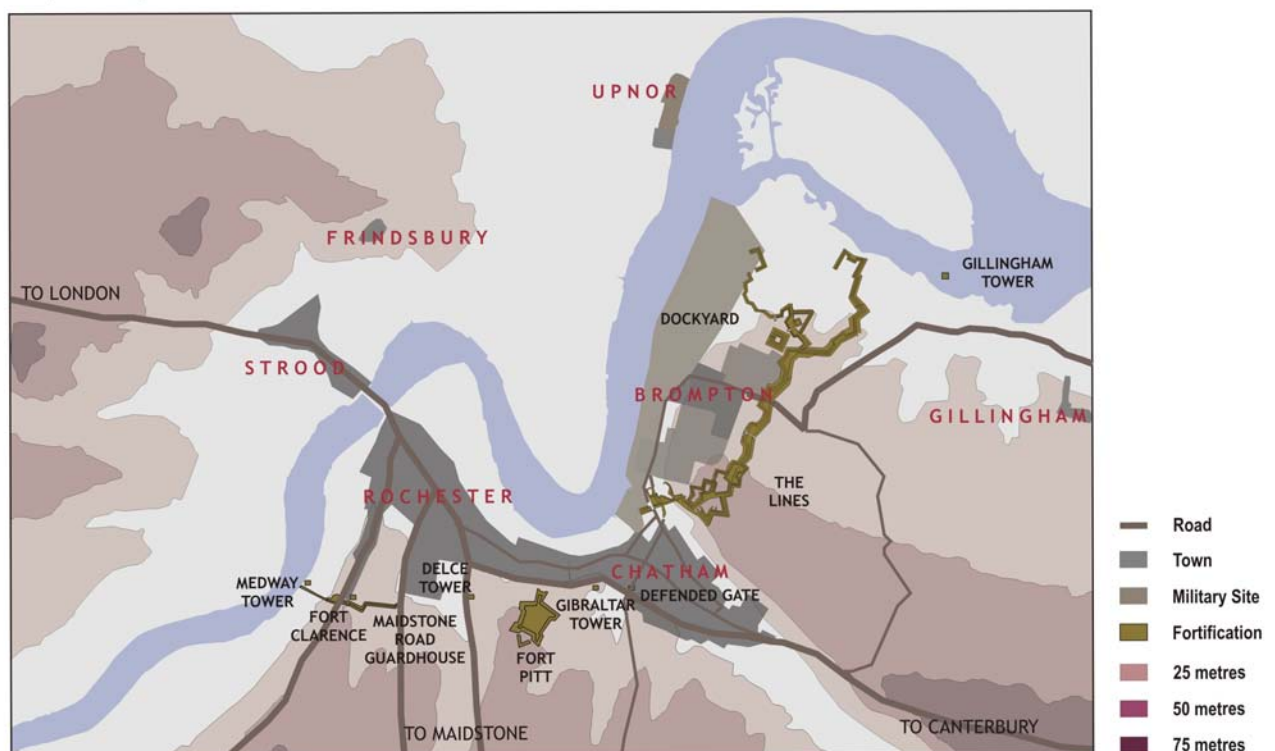 UPNOR
FRINDSBURY
TO LONDON
GILLINGHAM
TOWER
DOCKYARD
STROOD
BROMPTON
GILLINGHAM
ROCHESTER
THE
LINES
MEDWAY
TOWER
FORT
CLARENCE
MAIDSTONE
ROAD
GUARDHOUSE
DELCE
TOWER
FORT
PITT
GIBRALTAR
TOWER
CHATHAM
DEFENDED GATE
TO MAIDSTONE
TO CANTERBURY
Road
Town
Military Site
Fortification
25 metres
50 metres
75 metres